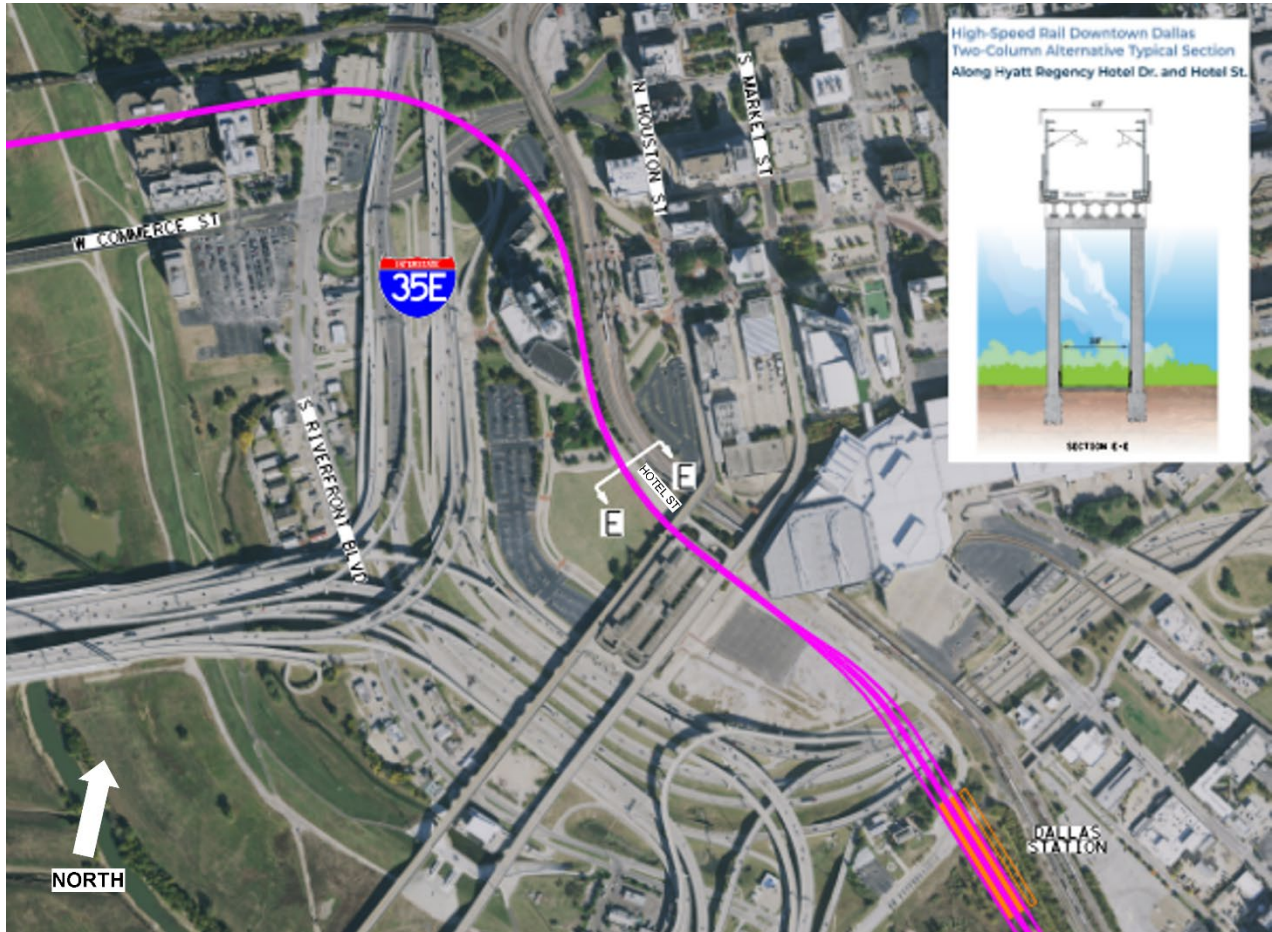 High-Speed Rail Downtown Dallas
Two-Column Alternative Typical Section
Along Hyatt Regency Hotel Dr. and Hotel St.
SECTION E-E
N HOUSTON ST
S MARKET ST
W COMMERCE ST
INTERSTATE
35E
S RIVERFRONT BLVD
HOTEL ST
E
E
DALLAS
STATION
NORTH